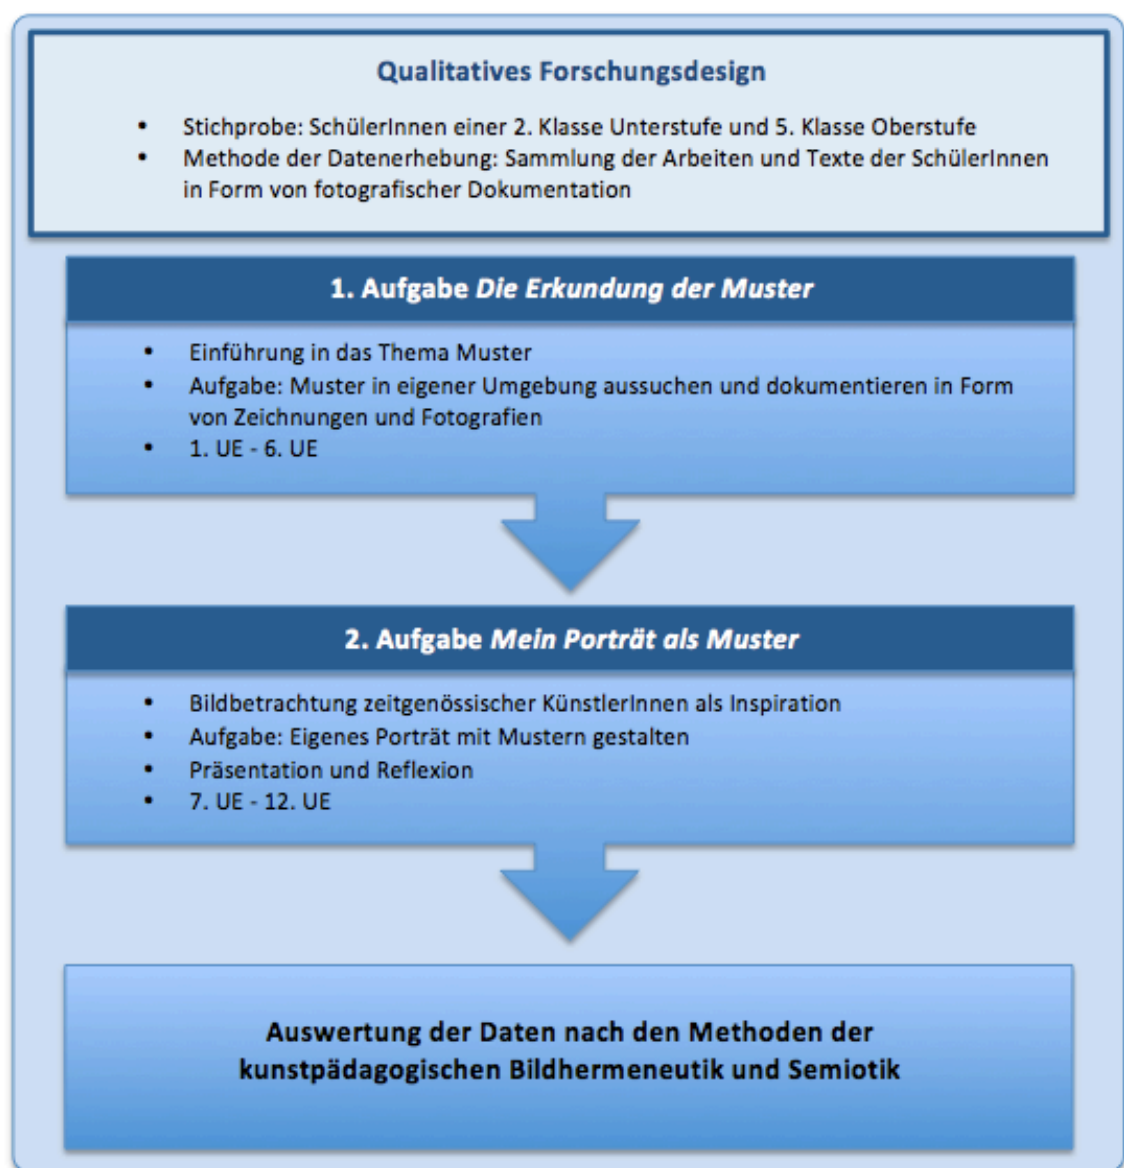 Qualitatives Forschungsdesign
• Stichprobe: SchülerInnen einer 2. Klasse Unterstufe und 5. Klasse Oberstufe
• Methode der Datenerhebung: Sammlung der Arbeiten und Texte der SchülerInnen
in Form von fotografischer Dokumentation
1. Aufgabe Die Erkundung der Muster
• Einführung in das Thema Muster
• Aufgabe: Muster in eigener Umgebung aussuchen und dokumentieren in Form
von Zeichnungen und Fotografien
• 1. UE - 6. UE
2. Aufgabe Mein Porträt als Muster
• Bildbetrachtung zeitgenössischer KünstlerInnen als Inspiration
• Aufgabe: Eigenes Porträt mit Mustern gestalten
• Präsentation und Reflexion
• 7. UE - 12. UE
Auswertung der Daten nach den Methoden der
kunstpädagogischen Bildhermeneutik und Semiotik